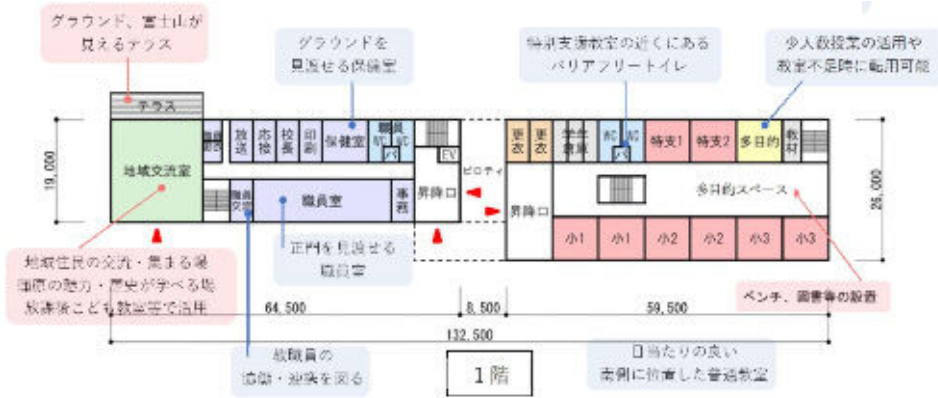 グラウンド、富士山が
見えるテラス
グラウンドを
見渡せる保健室
特別支援教室の近くにある
バリアフリートイレ
少人数授業の活用や
教室不足時に転用可能
テラス
地域交流室
放送
応接
校長
印刷
保健室
職員
WC
WC
バ
EV
昇降口
ピロティ
更衣
更衣
WC
WC
バ
特支1
特支2
多目的
教材
職員
交流
職員室
事務
昇降口
多目的スペース
小1
小1
小2
小2
小3
小3
19,000
26,000
正門を見渡せる
職員室
地域住民の交流・集まる場
の魅力・歴史が学べる場
放課後こども教室等で活用
ベンチ、図書等の設置
64,500
8,500
59,500
132,500
教職員の
協働・連携を図る
1階
日当たりの良い
南側に位置した普通教室